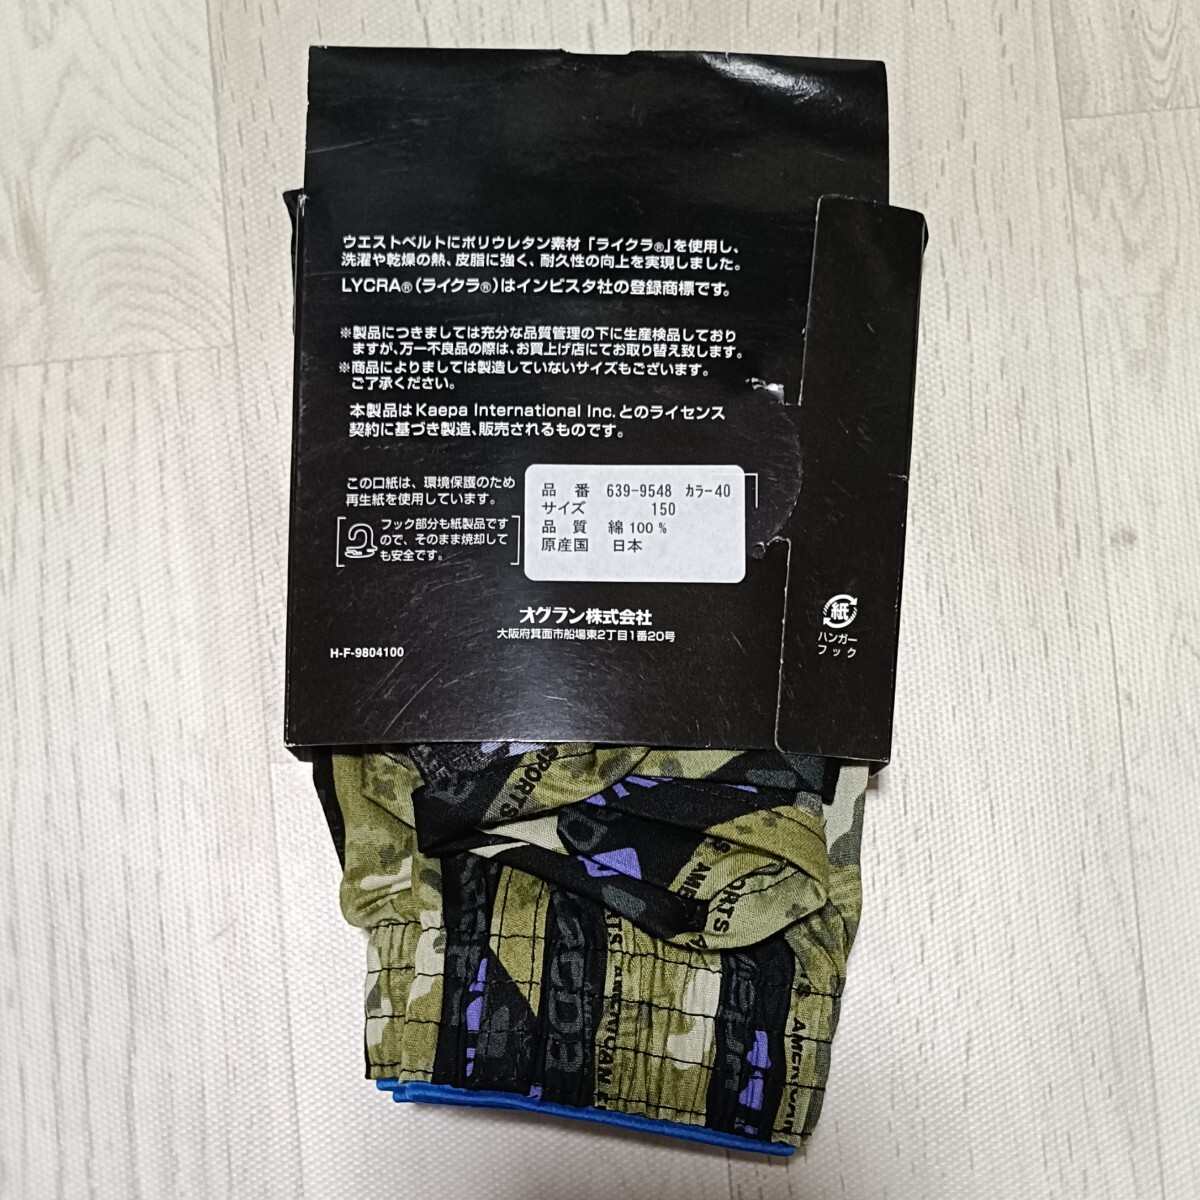 ウエストベルトにポリウレタン素材「ライクラ®」を使用し、
洗濯や乾燥の熱、皮脂に強く、耐久性の向上を実現しました。
LYCRA®(ライクラ®)はインビスタ社の登録商標です。
※製品につきましては充分な品質管理の下に生産検品しており
ますが、万一不良品の際は、お買上げ店にてお取り替え致します。
※商品によりましては製造していないサイズもございます。
ご了承ください。
本製品はKaepa International Inc.とのライセンス
契約に基づき製造、販売されるものです。
この口紙は、環境保護のため
再生紙を使用しています。
フック部分も紙製品です
ので、そのまま焼却して
も安全です。
品 番 639-9548 カラー40
サイズ 150
品 質 綿 100 %
原産国 日本
オグラン株式会社
大阪府箕面市船場東2丁目1番20号
H-F-9804100
紙
ハンガー
フック
SPORTS
S AMER
SPORTS A
TS AMERICAN
'S AMERICAN